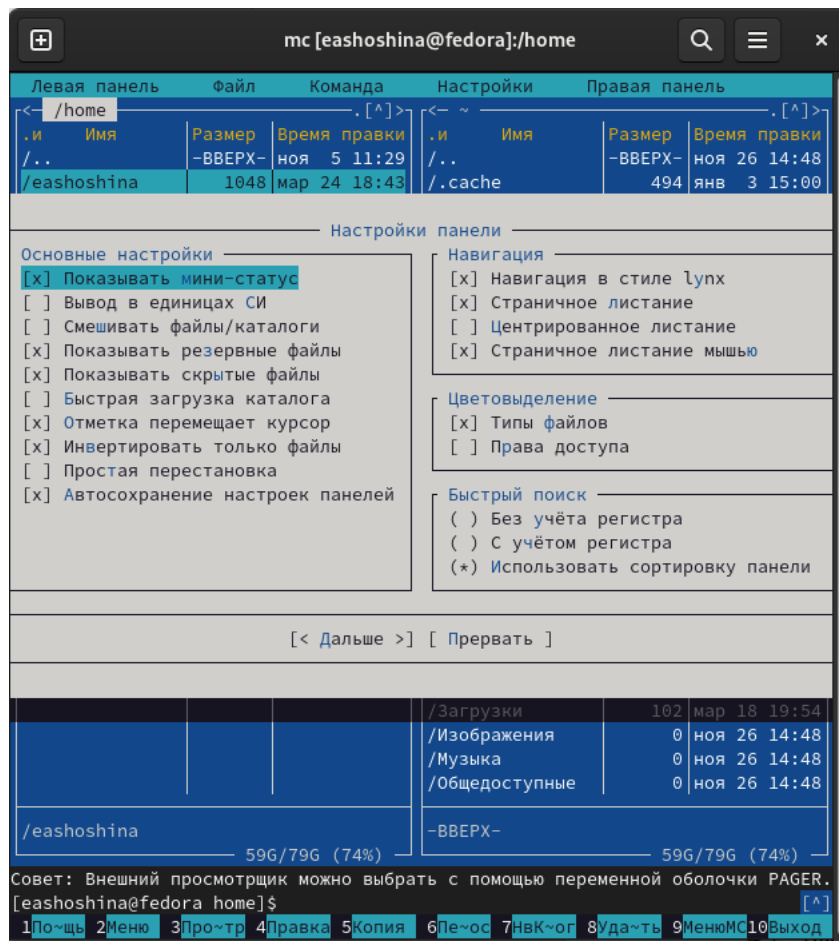 mc [eashoshina@fedora]:/home
Левая панель Файл Команда Настройки Правая панель
<— /home .[^]> <— ~ .[^]>
.и Имя Размер Время правки .и Имя Размер Время правки
/.. -ВВЕРХ- ноя 5 11:29 /.. -ВВЕРХ- ноя 26 14:48
/eashoshina 1048 мар 24 18:43 /.cache 494 янв 3 15:00
Настройки панели
Основные настройки
[x] Показывать мини-статус
[ ] Вывод в единицах СИ
[ ] Смешивать файлы/каталоги
[x] Показывать резервные файлы
[x] Показывать скрытые файлы
[ ] Быстрая загрузка каталога
[x] Отметка перемещает курсор
[x] Инвертировать только файлы
[ ] Простая перестановка
[x] Автосохранение настроек панелей
Навигация
[x] Навигация в стиле lynx
[x] Страничное листание
[ ] Центрированное листание
[x] Страничное листание мышью
Цветовыделение
[x] Типы файлов
[ ] Права доступа
Быстрый поиск
( ) Без учёта регистра
( ) С учётом регистра
(*) Использовать сортировку панели
[< Дальше >] [ Прервать ]
/Загрузки 102 мар 18 19:54
/Изображения 0 ноя 26 14:48
/Музыка 0 ноя 26 14:48
/Общедоступные 0 ноя 26 14:48
/eashoshina -ВВЕРХ-
59G/79G (74%) 59G/79G (74%)
Совет: Внешний просмотрщик можно выбрать с помощью переменной оболочки PAGER.
[eashoshina@fedora home]$ [^]
1По~щь 2Меню 3Про~тр 4Правка 5Копия 6Пе~ос 7НвК~ог 8Уда~ть 9МенюМС 10Выход